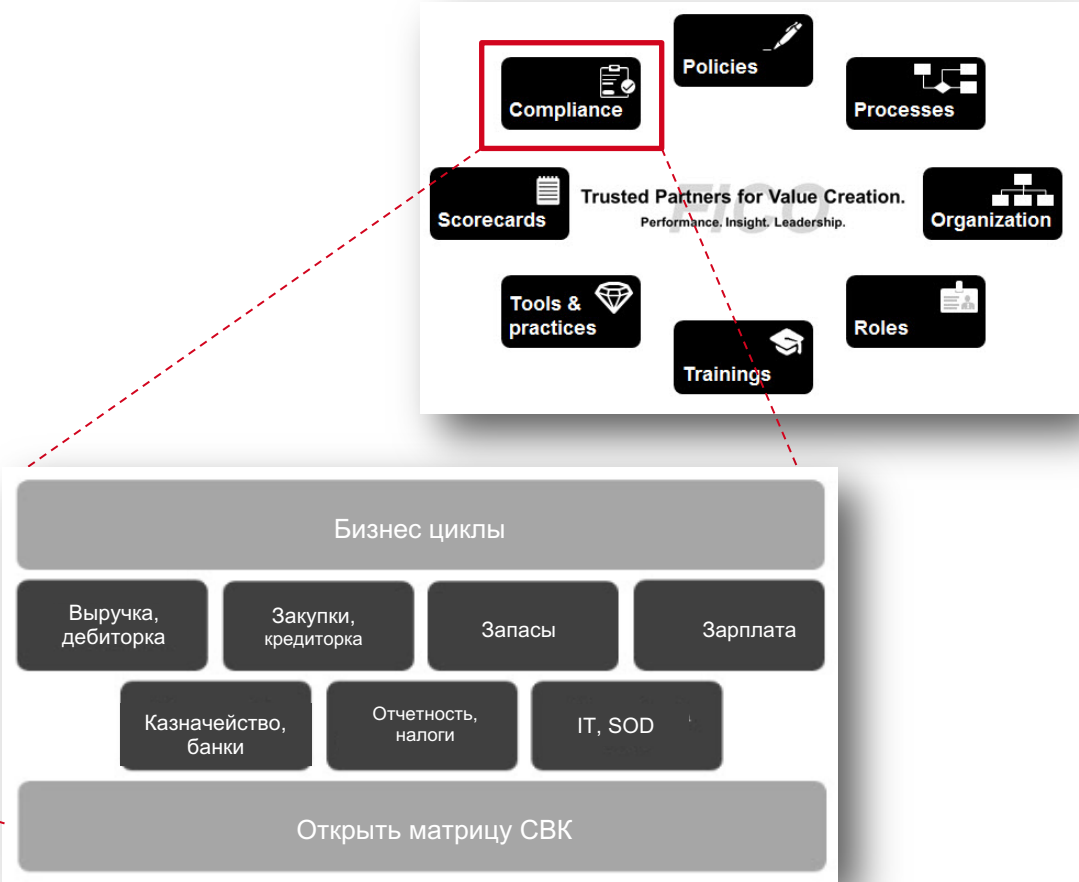 Policies
Compliance
Processes
FICO
Trusted Partners for Value Creation.
Performance. Insight. Leadership.
Scorecards
Organization
Tools &
practices
Roles
Trainings
Бизнес циклы
Выручка,
дебиторка
Закупки,
кредиторка
Запасы
Зарплата
Казначейство,
банки
Отчетность,
налоги
IT, SOD
Открыть матрицу СВК